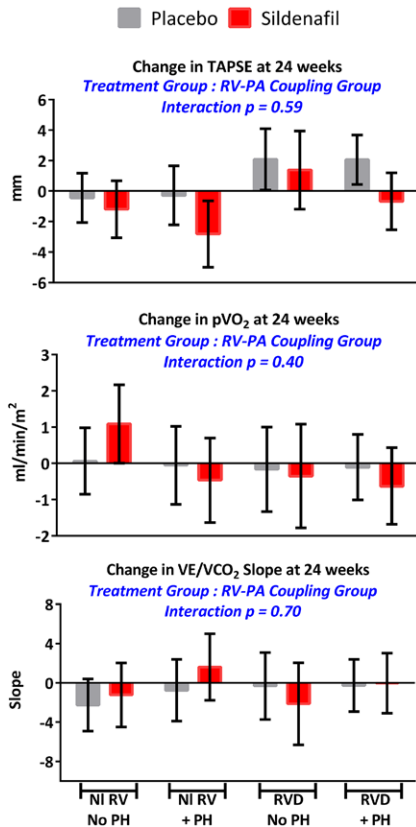 Placebo Sildenafil
Change in TAPSE at 24 weeks
Treatment Group : RV-PA Coupling Group
Interaction p = 0.59
6
4
2
0
-2
-4
-6
mm
Change in pVO₂ at 24 weeks
Treatment Group : RV-PA Coupling Group
Interaction p = 0.40
3
2
1
0
-1
-2
ml/min/m²
Change in VE/VCO₂ Slope at 24 weeks
Treatment Group : RV-PA Coupling Group
Interaction p = 0.70
8
4
0
-4
-8
Slope
Nl RV Nl RV RVD RVD
No PH + PH No PH + PH